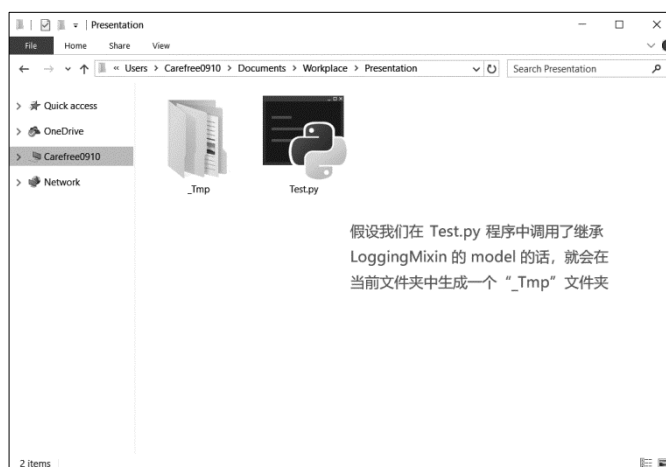 Presentation
File Home Share View
« Users > Carefree0910 > Documents > Workplace > Presentation
Search Presentation
Quick access
OneDrive
Carefree0910
Network
_Tmp
Test.py
假设我们在 Test.py 程序中调用了继承
LoggingMixin 的 model 的话，就会在
当前文件夹中生成一个“_Tmp”文件夹
2 items